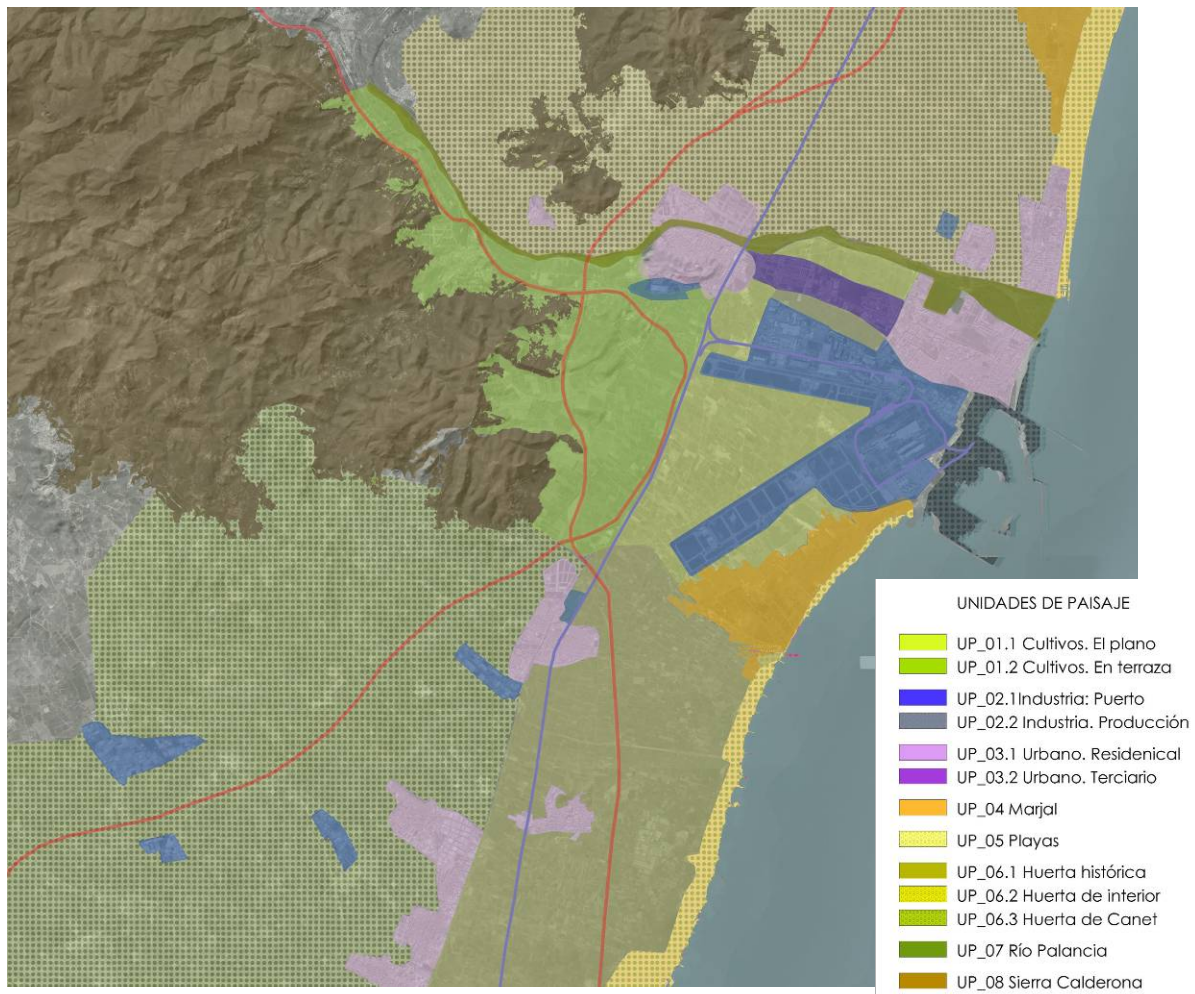 UNIDADES DE PAISAJE
UP_01.1 Cultivos. El plano
UP_01.2 Cultivos. En terraza
UP_02.1Industria: Puerto
UP_02.2 Industria. Producción
UP_03.1 Urbano. Residenical
UP_03.2 Urbano. Terciario
UP_04 Marjal
UP_05 Playas
UP_06.1 Huerta histórica
UP_06.2 Huerta de interior
UP_06.3 Huerta de Canet
UP_07 Río Palancia
UP_08 Sierra Calderona